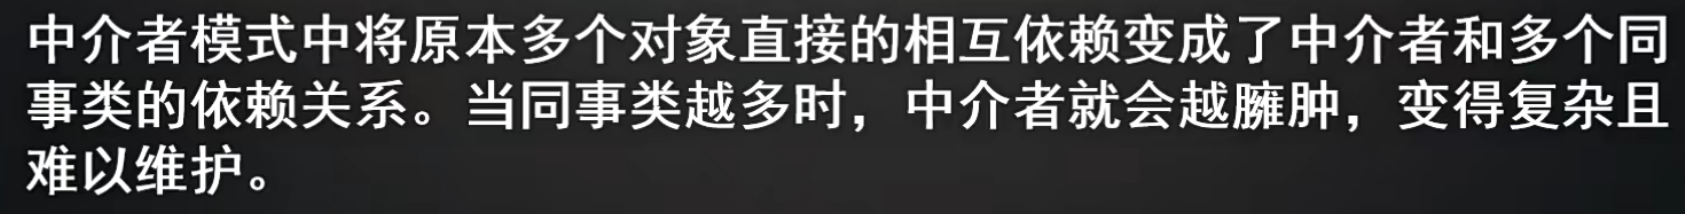 中介者模式中将原本多个对象直接的相互依赖变成了中介者和多个同
事类的依赖关系。当同事类越多时，中介者就会越臃肿，变得复杂且
难以维护。